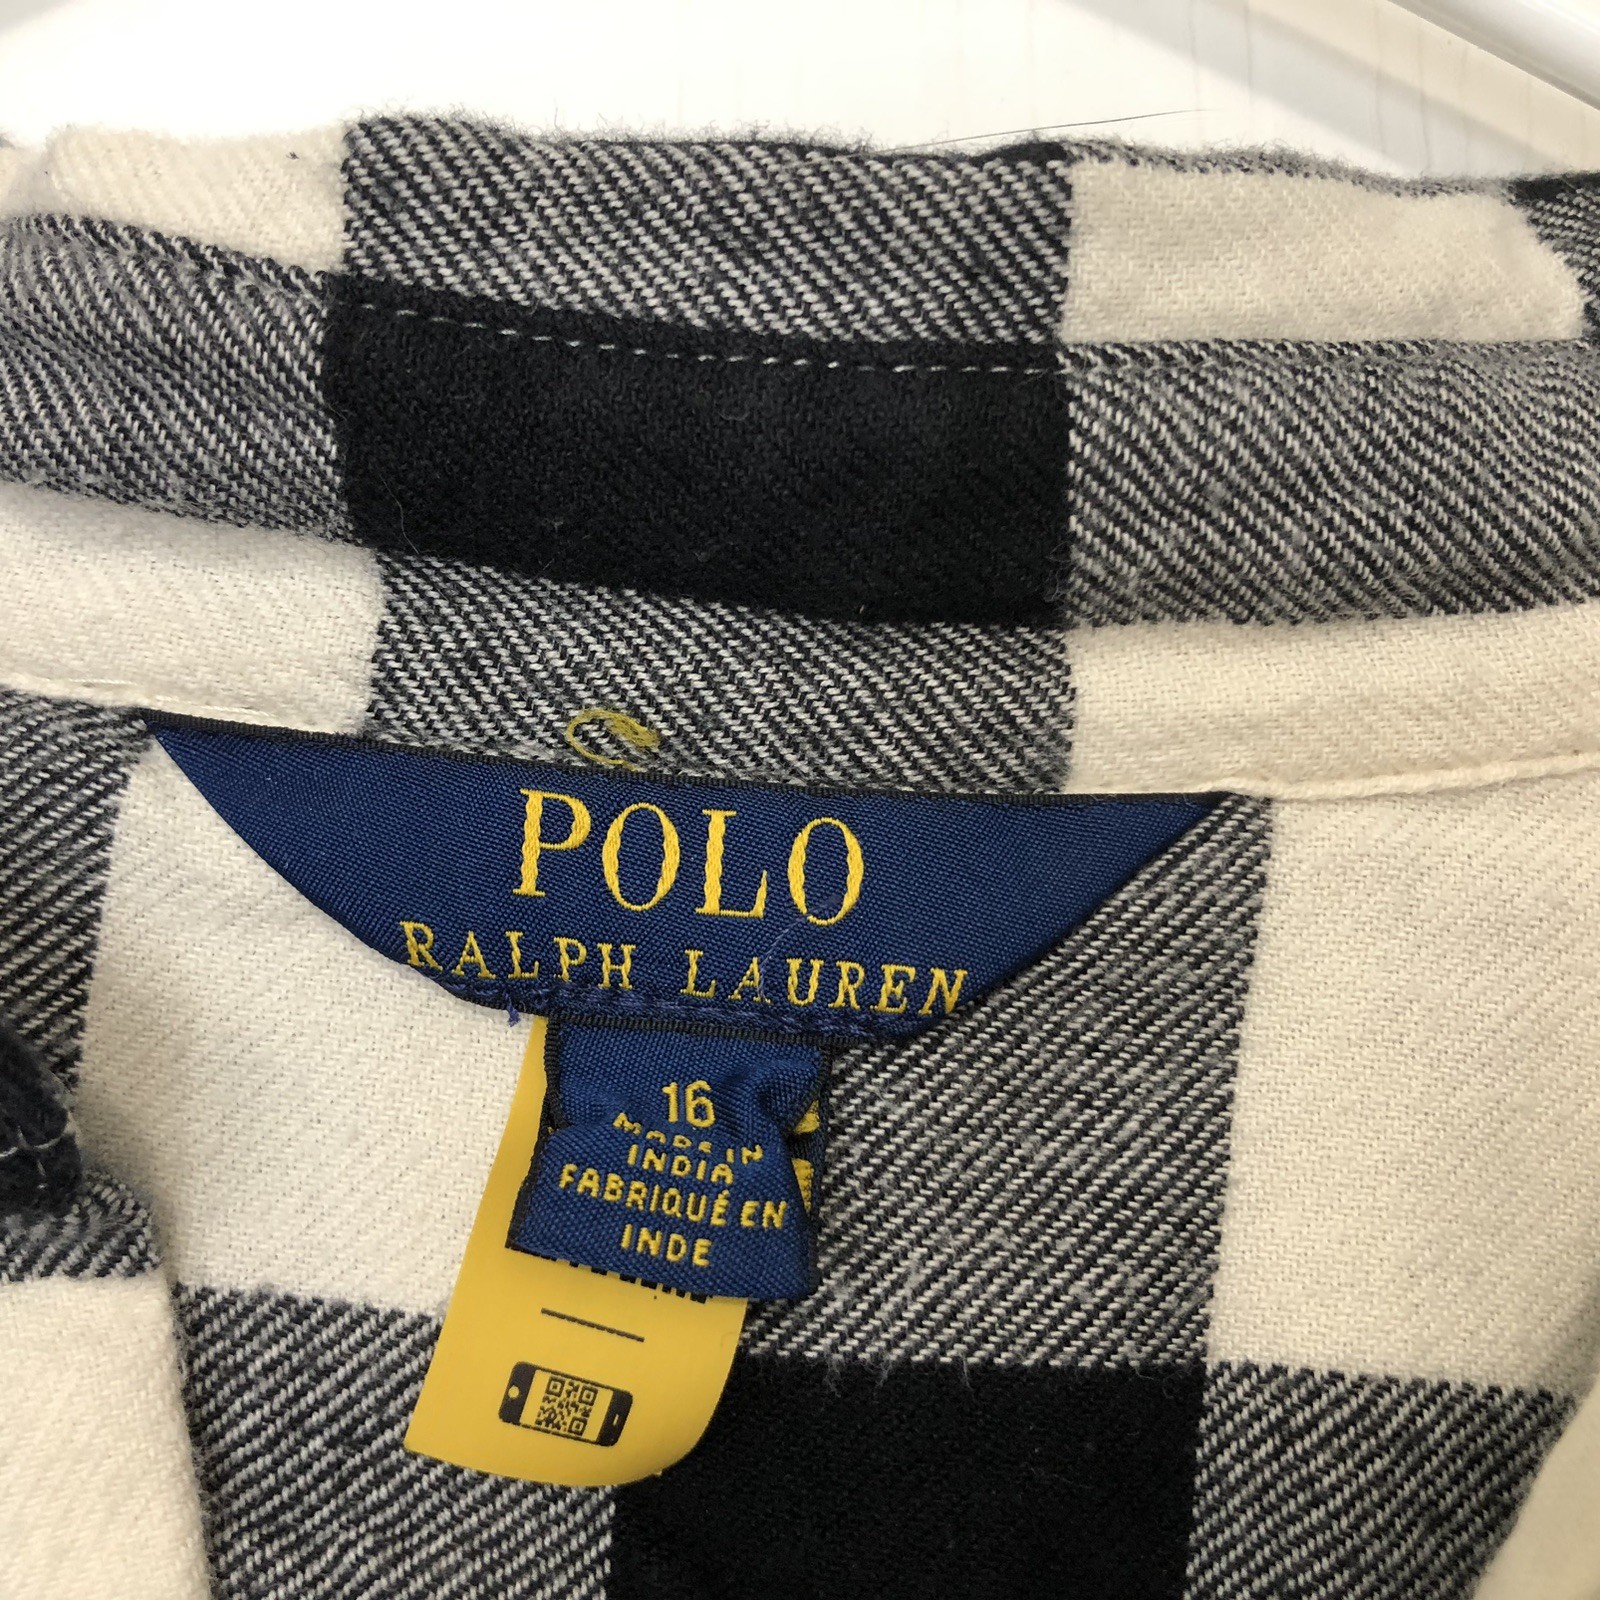 POLO
RALPH LAUREN
16
MADE IN
INDIA
FABRIQUÉ EN
INDE